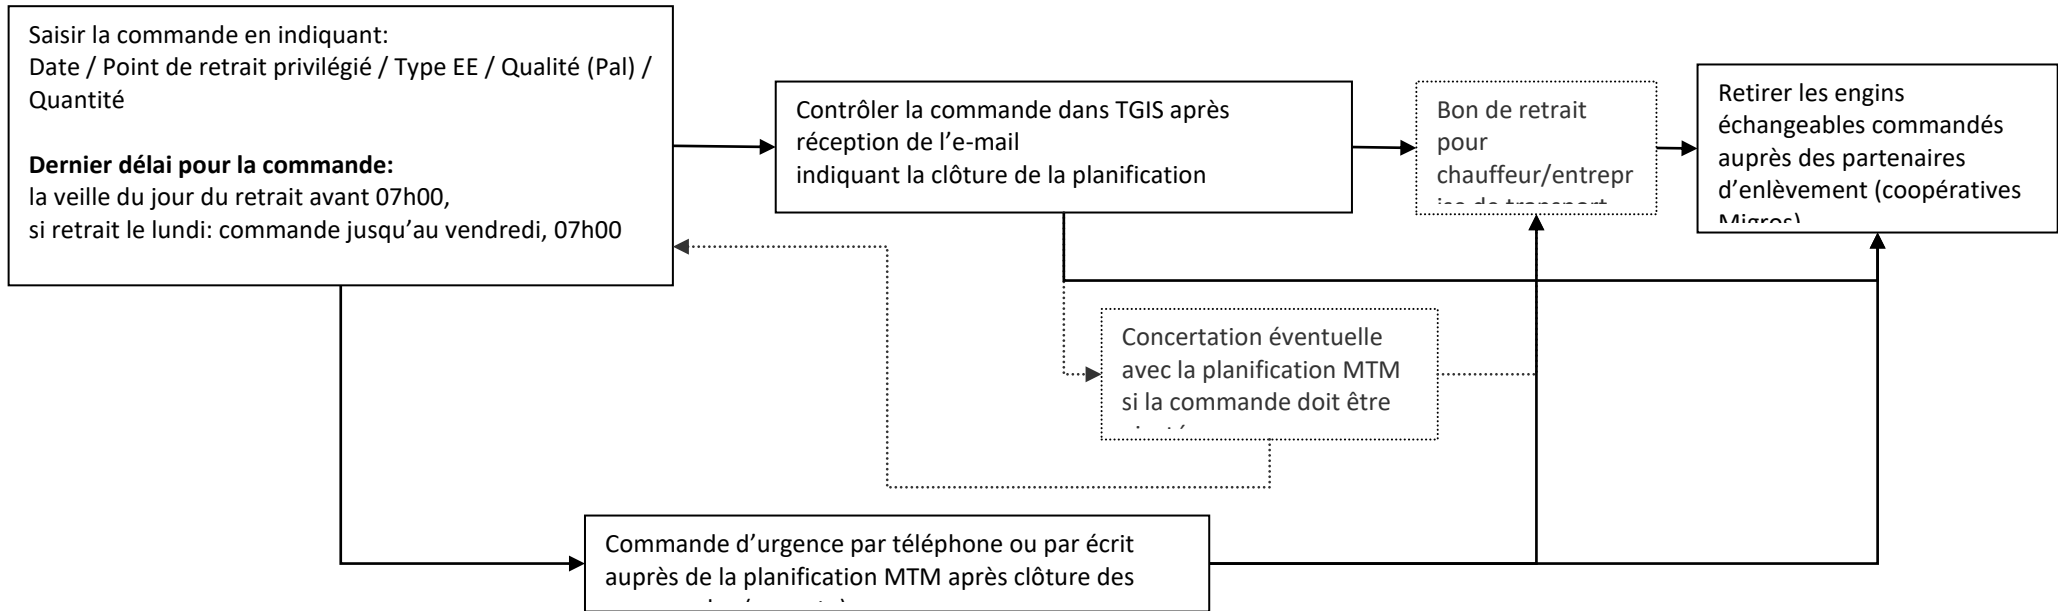 Saisir la commande en indiquant:
Date / Point de retrait privilégié / Type EE / Qualité (Pal) /
Quantité
Dernier délai pour la commande:
la veille du jour du retrait avant 07h00,
si retrait le lundi: commande jusqu’au vendredi, 07h00
Contrôler la commande dans TGIS après
réception de l’e-mail
indiquant la clôture de la planification
Bon de retrait
pour
chauffeur/entrepr
ise de transport
Retirer les engins
échangeables commandés
auprès des partenaires
d’enlèvement (coopératives
Migros)
Concertation éventuelle
avec la planification MTM
si la commande doit être
Commande d’urgence par téléphone ou par écrit
auprès de la planification MTM après clôture des